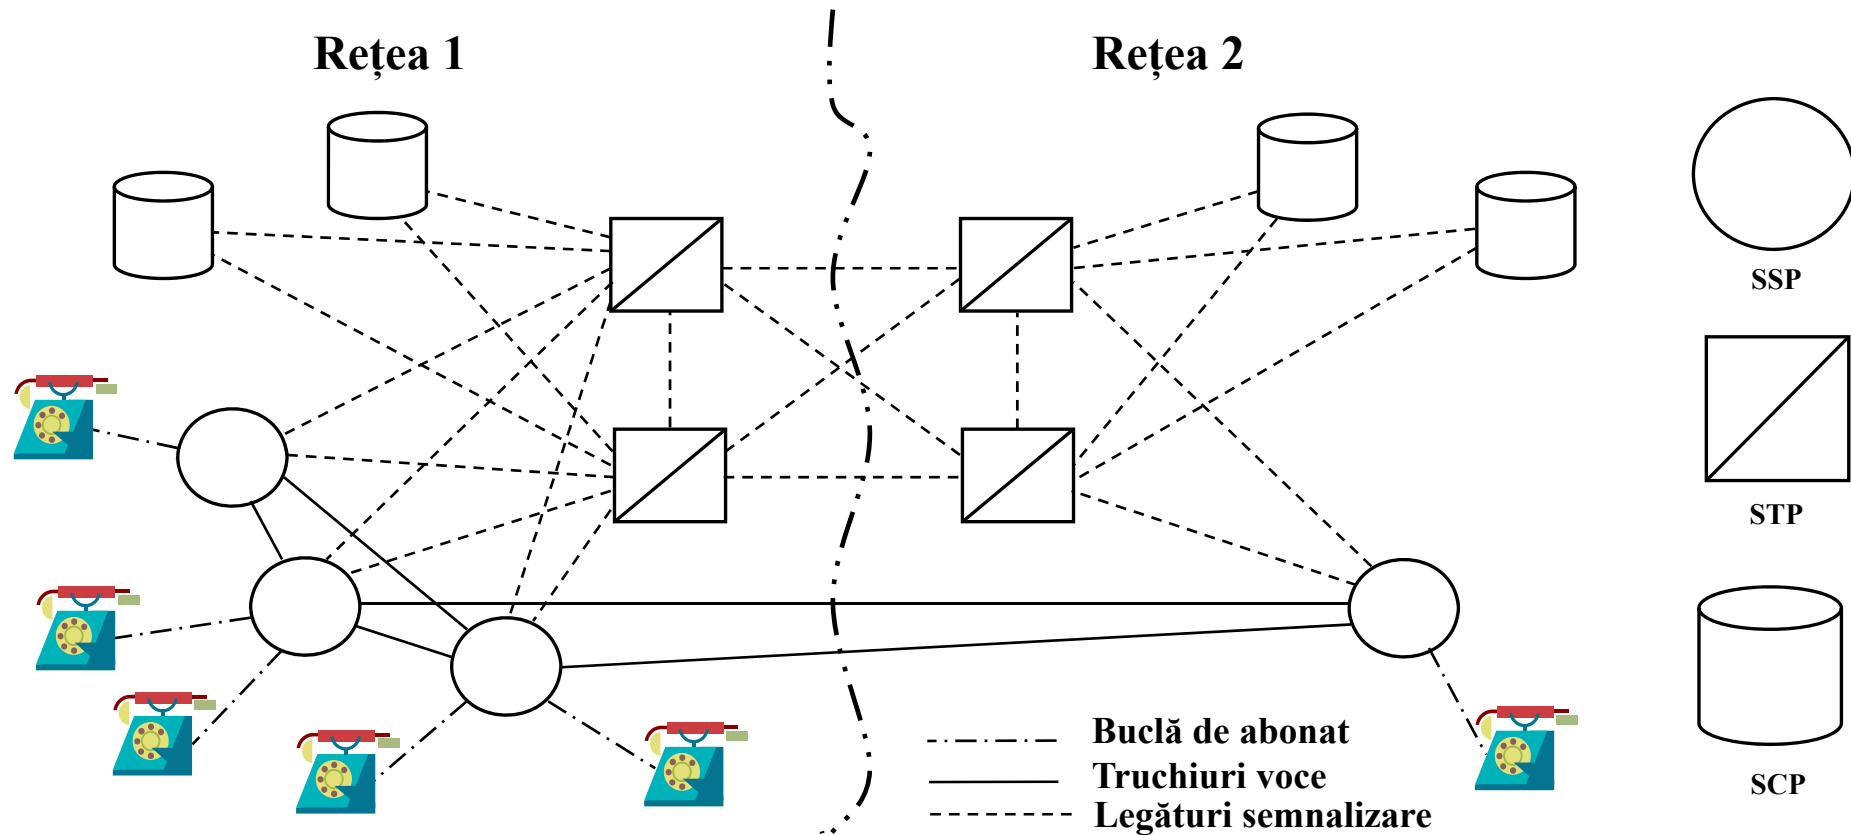 Rețea 1
Rețea 2
SSP
STP
SCP
Buclă de abonat
Truchiuri voce
Legături semnalizare